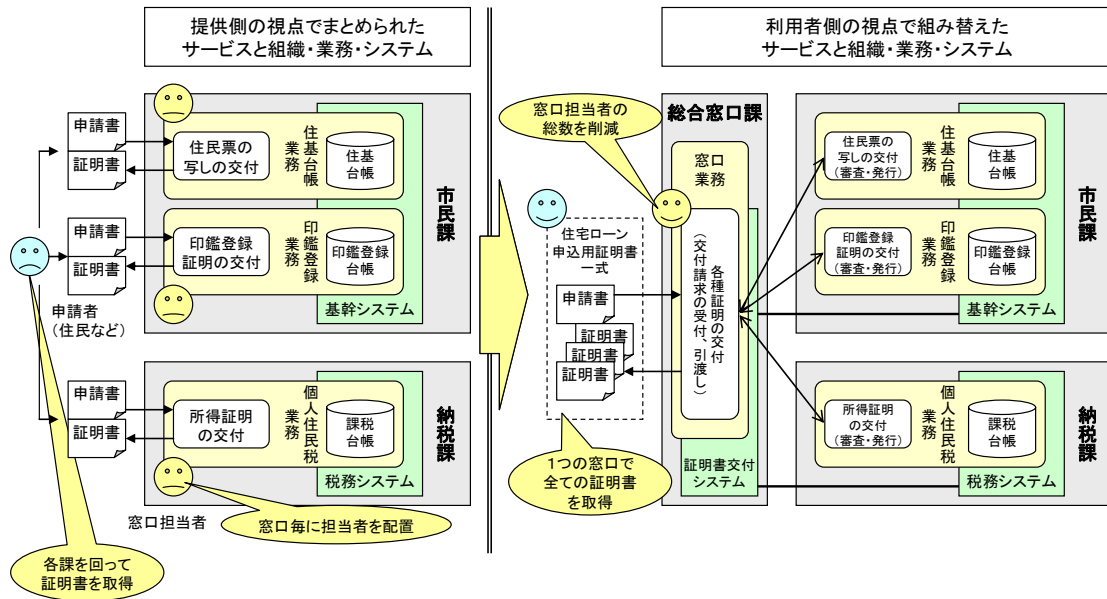 提供側の視点でまとめられた
サービスと組織・業務・システム
申請書
証明書
住民票の
写しの交付
住基台帳
業務
住基
台帳
申請書
証明書
印鑑登録
証明の交付
印鑑登録
業務
印鑑登録
台帳
基幹システム
市民課
申請者
(住民など)
申請書
証明書
所得証明
の交付
個人住民税
業務
課税
台帳
税務システム
納税課
窓口担当者
窓口毎に担当者を配置
各課を回って
証明書を取得
利用者側の視点で組み替えた
サービスと組織・業務・システム
窓口担当者の
総数を削減
総合窓口課
窓口
業務
住宅ローン
申込用証明書
一式
申請書
証明書
証明書
証明書
各種証明の交付
(交付請求の受付、引渡し)
証明書交付
システム
1つの窓口で
全ての証明書
を取得
住民票の
写しの交付
(審査・発行)
住基台帳
業務
住基
台帳
印鑑登録
証明の交付
(審査・発行)
印鑑登録
業務
印鑑登録
台帳
基幹システム
市民課
所得証明
の交付
(審査・発行)
個人住民税
業務
課税
台帳
税務システム
納税課